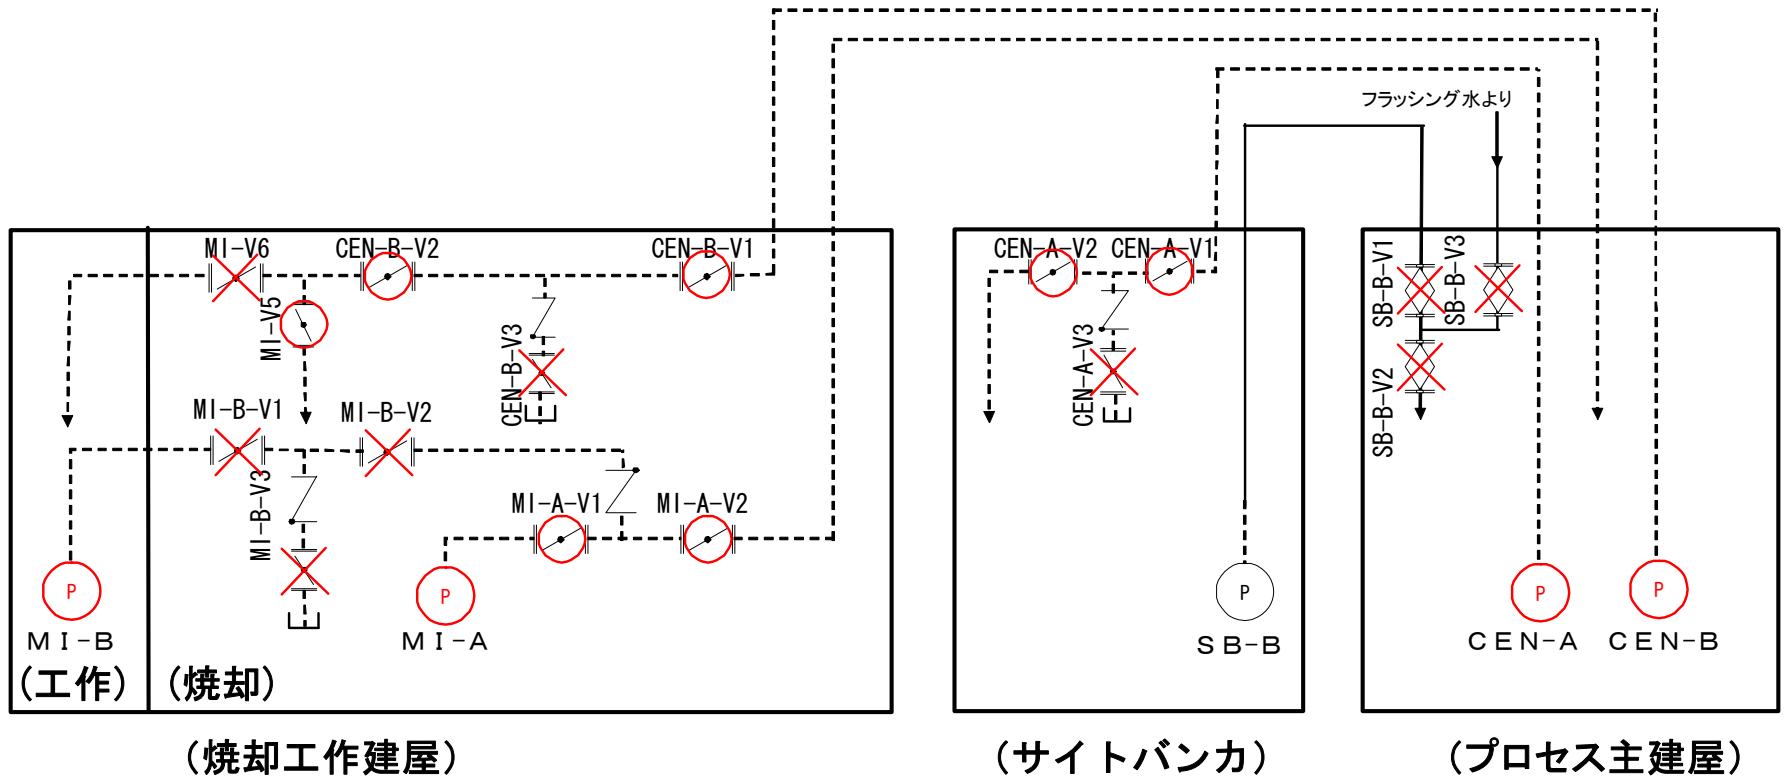 フラッシング水より
MI-V6
CEN-B-V2
CEN-B-V1
CEN-A-V2
CEN-A-V1
SB-B-V1
SB-B-V3
MI-V5
CEN-B-V3
CEN-A-V3
SB-B-V2
MI-B-V1
MI-B-V2
MI-B-V3
MI-A-V1
MI-A-V2
P
P
P
P
P
MI-B
MI-A
SB-B
CEN-A
CEN-B
(工作)
(焼却)
(焼却工作建屋)
(サイトバンカ)
(プロセス主建屋)